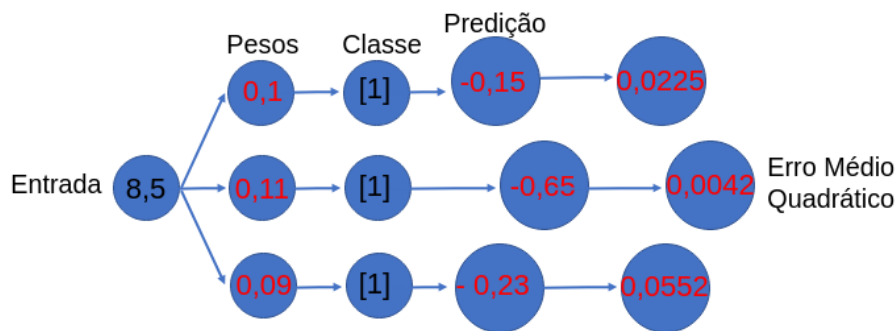 Pesos Classe Predição
0,1 [1] -0,15 0,0225
Entrada 8,5 0,11 [1] -0,65 0,0042 Erro Médio
Quadrático
0,09 [1] - 0,23 0,0552